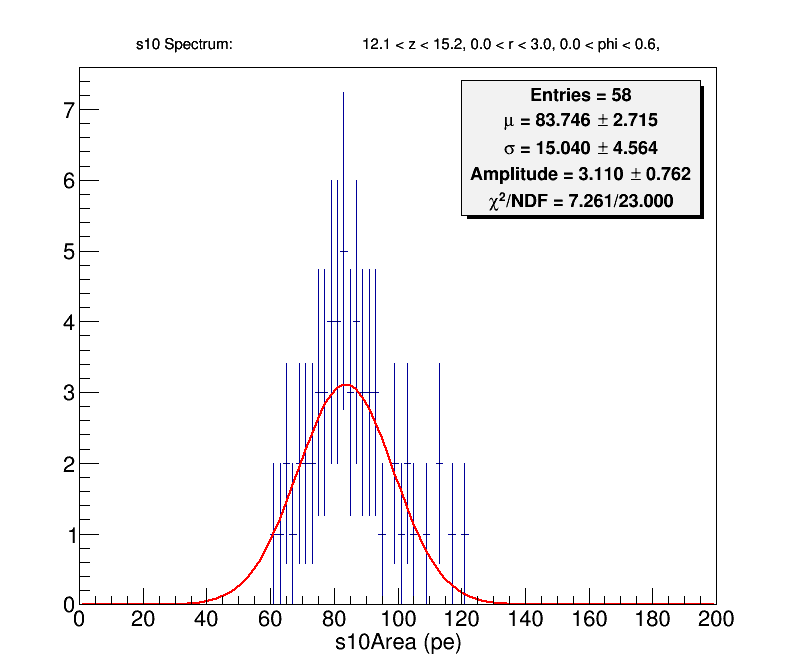 s10 Spectrum: 12.1 < z < 15.2, 0.0 < r < 3.0, 0.0 < phi < 0.6,
Entries = 58
μ = 83.746 ± 2.715
σ = 15.040 ± 4.564
Amplitude = 3.110 ± 0.762
χ²/NDF = 7.261/23.000
7
6
5
4
3
2
1
0
0 20 40 60 80 100 120 140 160 180 200
s10Area (pe)